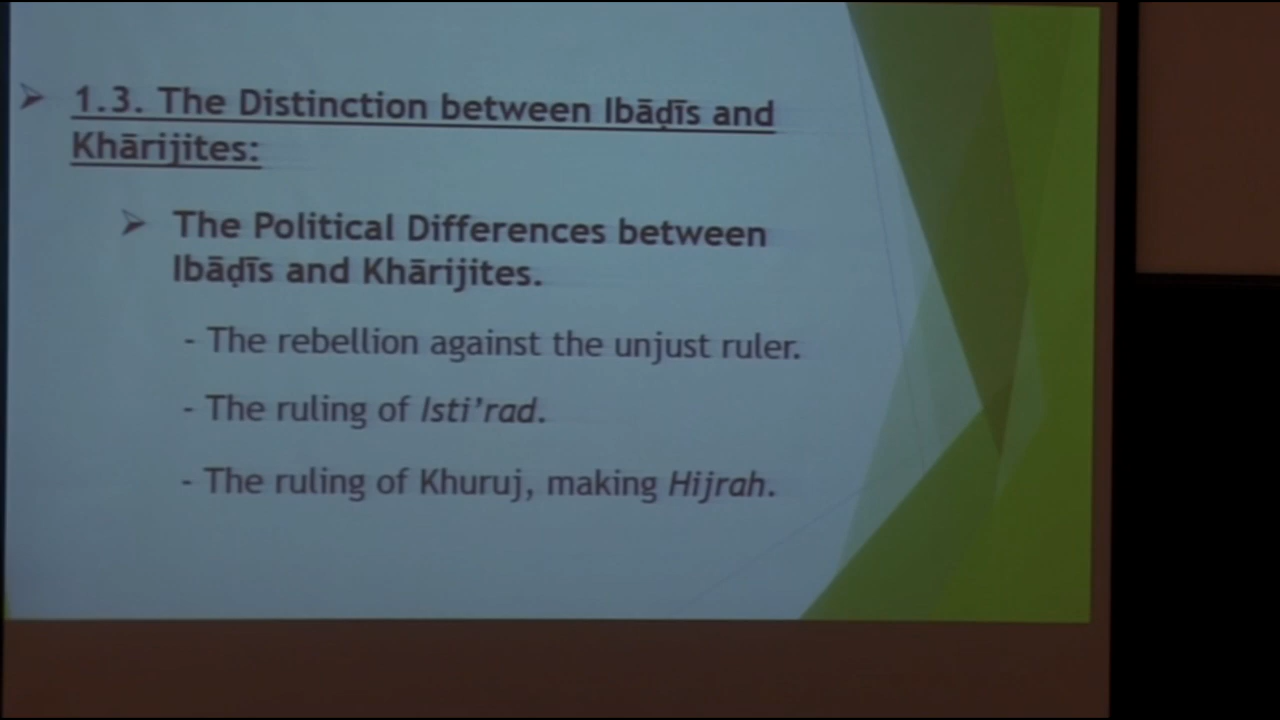 1.3. The Distinction between Ibāḍīs and
Khārijites:
The Political Differences between
Ibāḍīs and Khārijites.
- The rebellion against the unjust ruler.
- The ruling of Isti’rad.
- The ruling of Khuruj, making Hijrah.